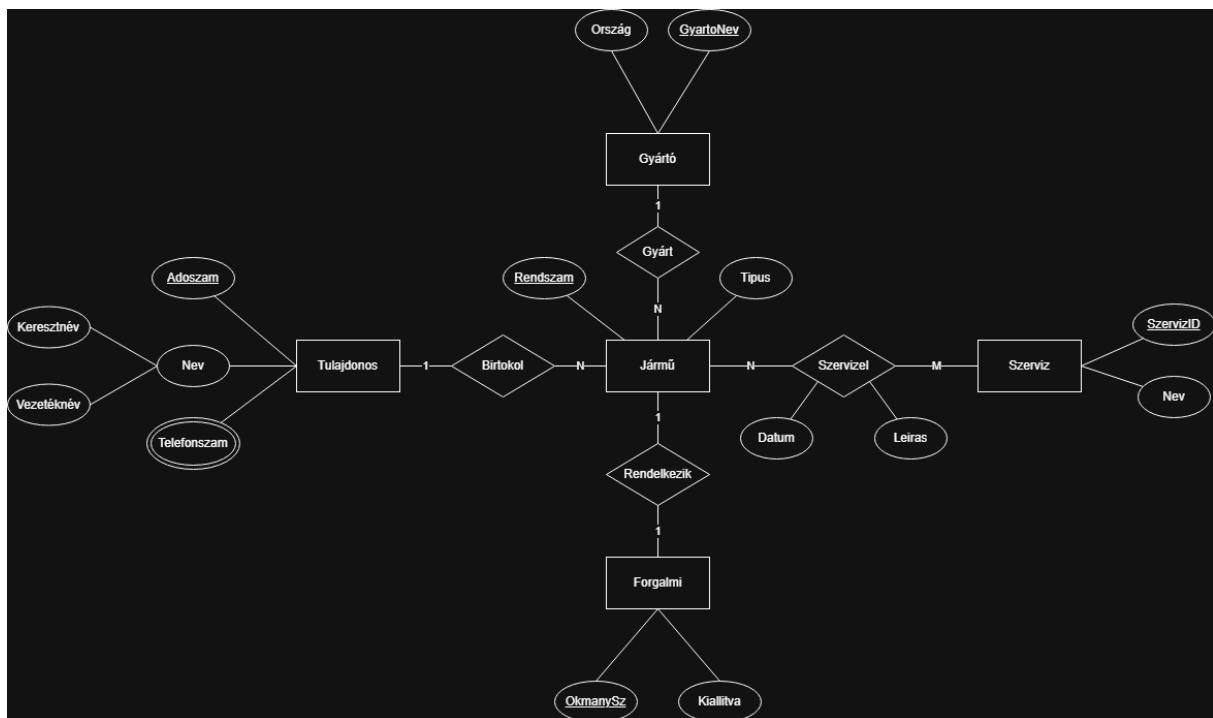 Ország
GyartoNev
Gyártó
1
Gyárt
N
Adoszam
Rendszam
Tipus
Keresztnév
Nev
Vezetéknév
Telefonszam
Tulajdonos
1
Birtokol
N
Jármű
N
Szervizel
M
Szerviz
SzervizID
Nev
Datum
Leiras
1
Rendelkezik
1
Forgalmi
OkmanySz
Kiallitva